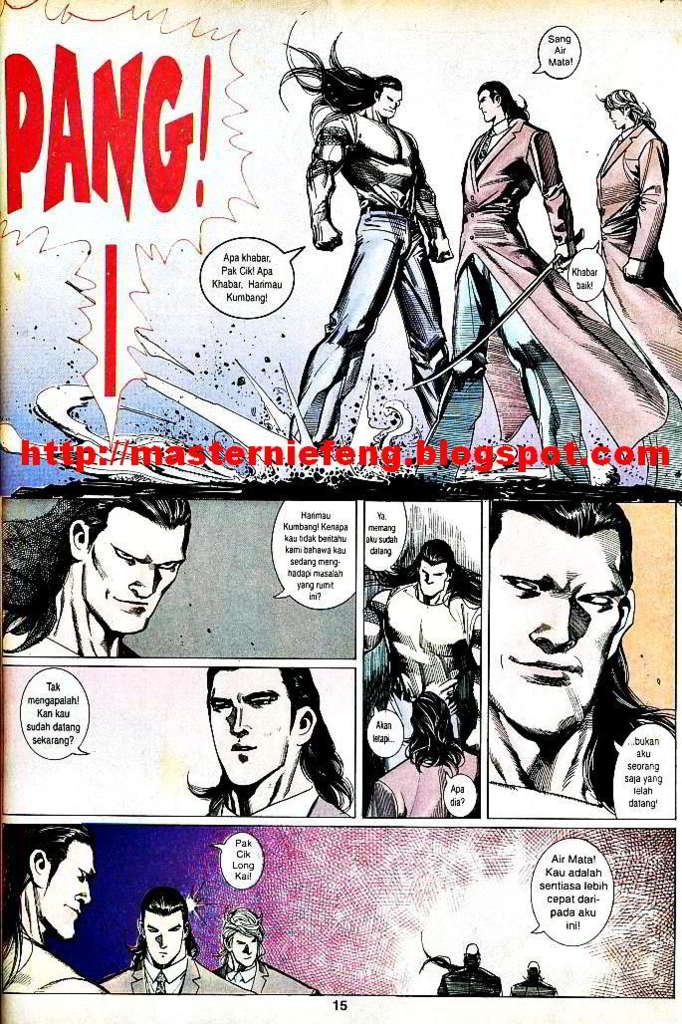 PANG!
Sang
Air
Mata!
Apa khabar,
Pak Cik! Apa
Khabar, Harimau
Kumbang!
Khabar
baik!
http://masterniefeng.blogspot.com
Harimau
Kumbang! Kenapa
kau tidak beritahu
kami bahawa kau
sedang meng-
hadapi masalah
yang rumit
ini?
Tak
mengapalah!
Kan kau
sudah datang
sekarang?
Ya,
memang
aku sudah
datang
Akan
tetapi...
Apa
dia?
...bukan
aku
seorang
saja yang
telah
datang!
Pak
Cik
Long
Kai!
Air Mata!
Kau adalah
sentiasa lebih
cepat dari-
pada aku
ini!
15